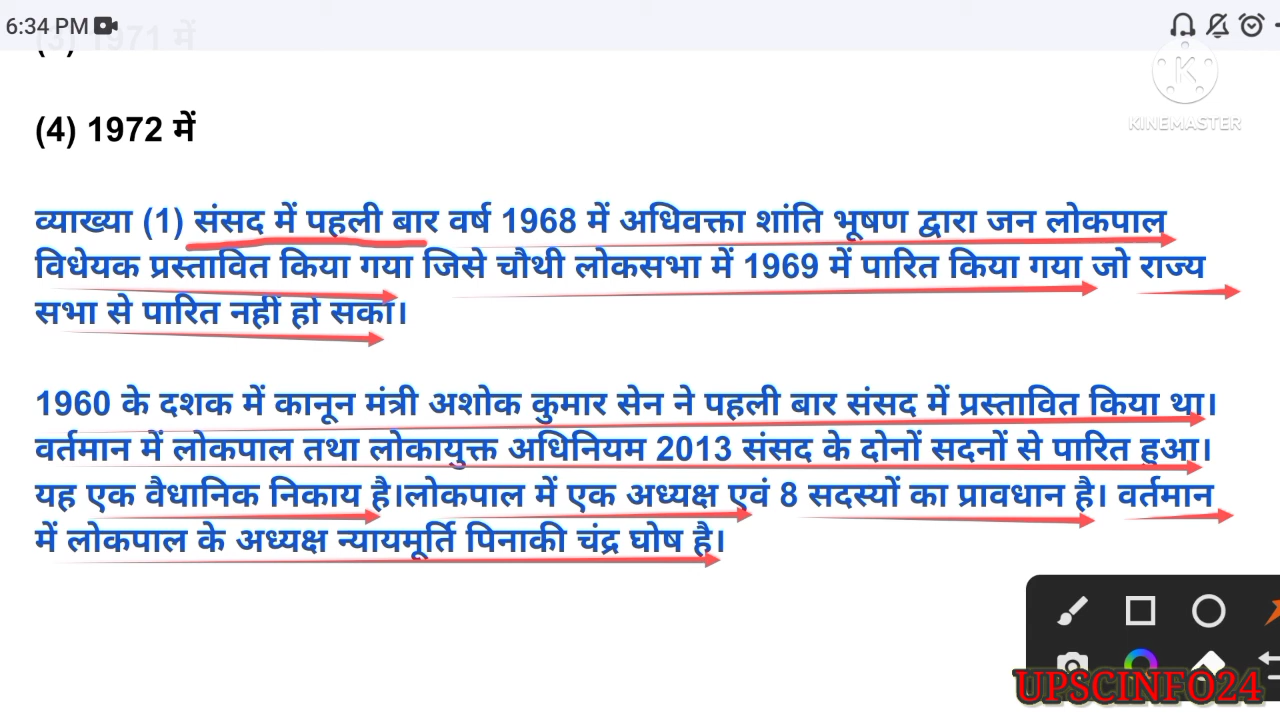 6:34 PM
(3) 1971 में
(4) 1972 में
KINEMASTER
व्याख्या (1) संसद में पहली बार वर्ष 1968 में अधिवक्ता शांति भूषण द्वारा जन लोकपाल
विधेयक प्रस्तावित किया गया जिसे चौथी लोकसभा में 1969 में पारित किया गया जो राज्य
सभा से पारित नहीं हो सका।
1960 के दशक में कानून मंत्री अशोक कुमार सेन ने पहली बार संसद में प्रस्तावित किया था।
वर्तमान में लोकपाल तथा लोकायुक्त अधिनियम 2013 संसद के दोनों सदनों से पारित हुआ।
यह एक वैधानिक निकाय है।लोकपाल में एक अध्यक्ष एवं 8 सदस्यों का प्रावधान है। वर्तमान
में लोकपाल के अध्यक्ष न्यायमूर्ति पिनाकी चंद्र घोष है।
UPSCINFO24